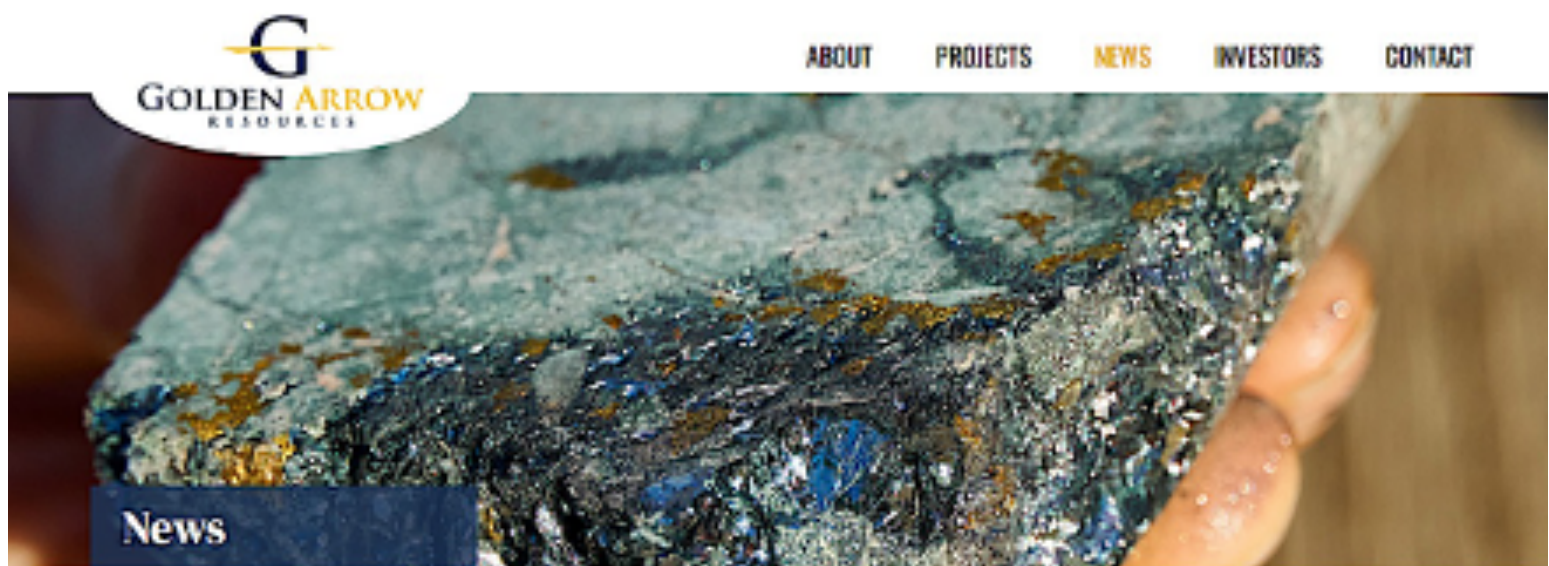 G
GOLDEN ARROW
RESOURCES
ABOUT PROJECTS NEWS INVESTORS CONTACT
News